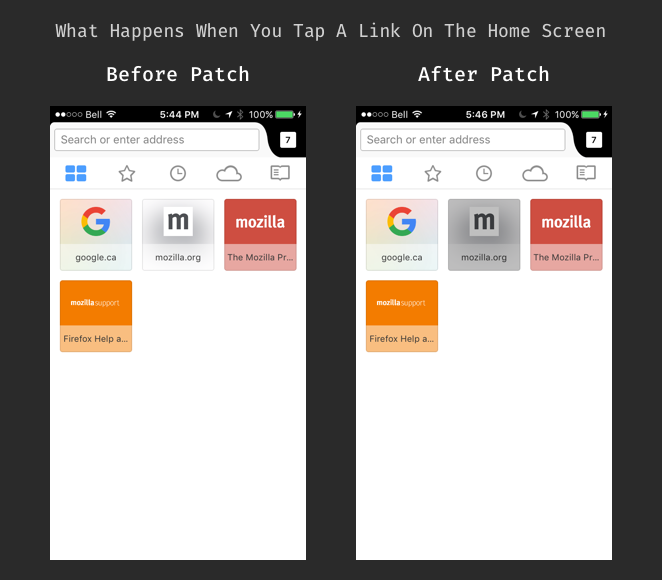 What Happens When You Tap A Link On The Home Screen
Before Patch
After Patch
Bell 5:44 PM 100%
Search or enter address
7
m
mozilla
google.ca
mozilla.org
The Mozilla Pr...
mozilla support
Firefox Help a...
Bell 5:46 PM 100%
Search or enter address
7
m
mozilla
google.ca
mozilla.org
The Mozilla Pr...
mozilla support
Firefox Help a...